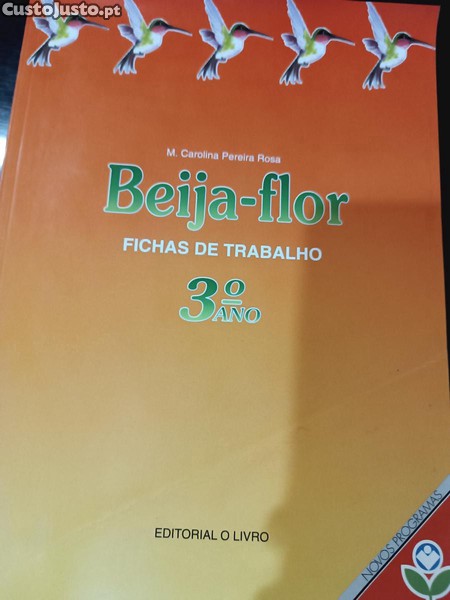 CustoJusto.pt
M. Carolina Pereira Rosa
Beija-flor
FICHAS DE TRABALHO
3º
ANO
EDITORIAL O LIVRO
NOVOS PROGRAMAS